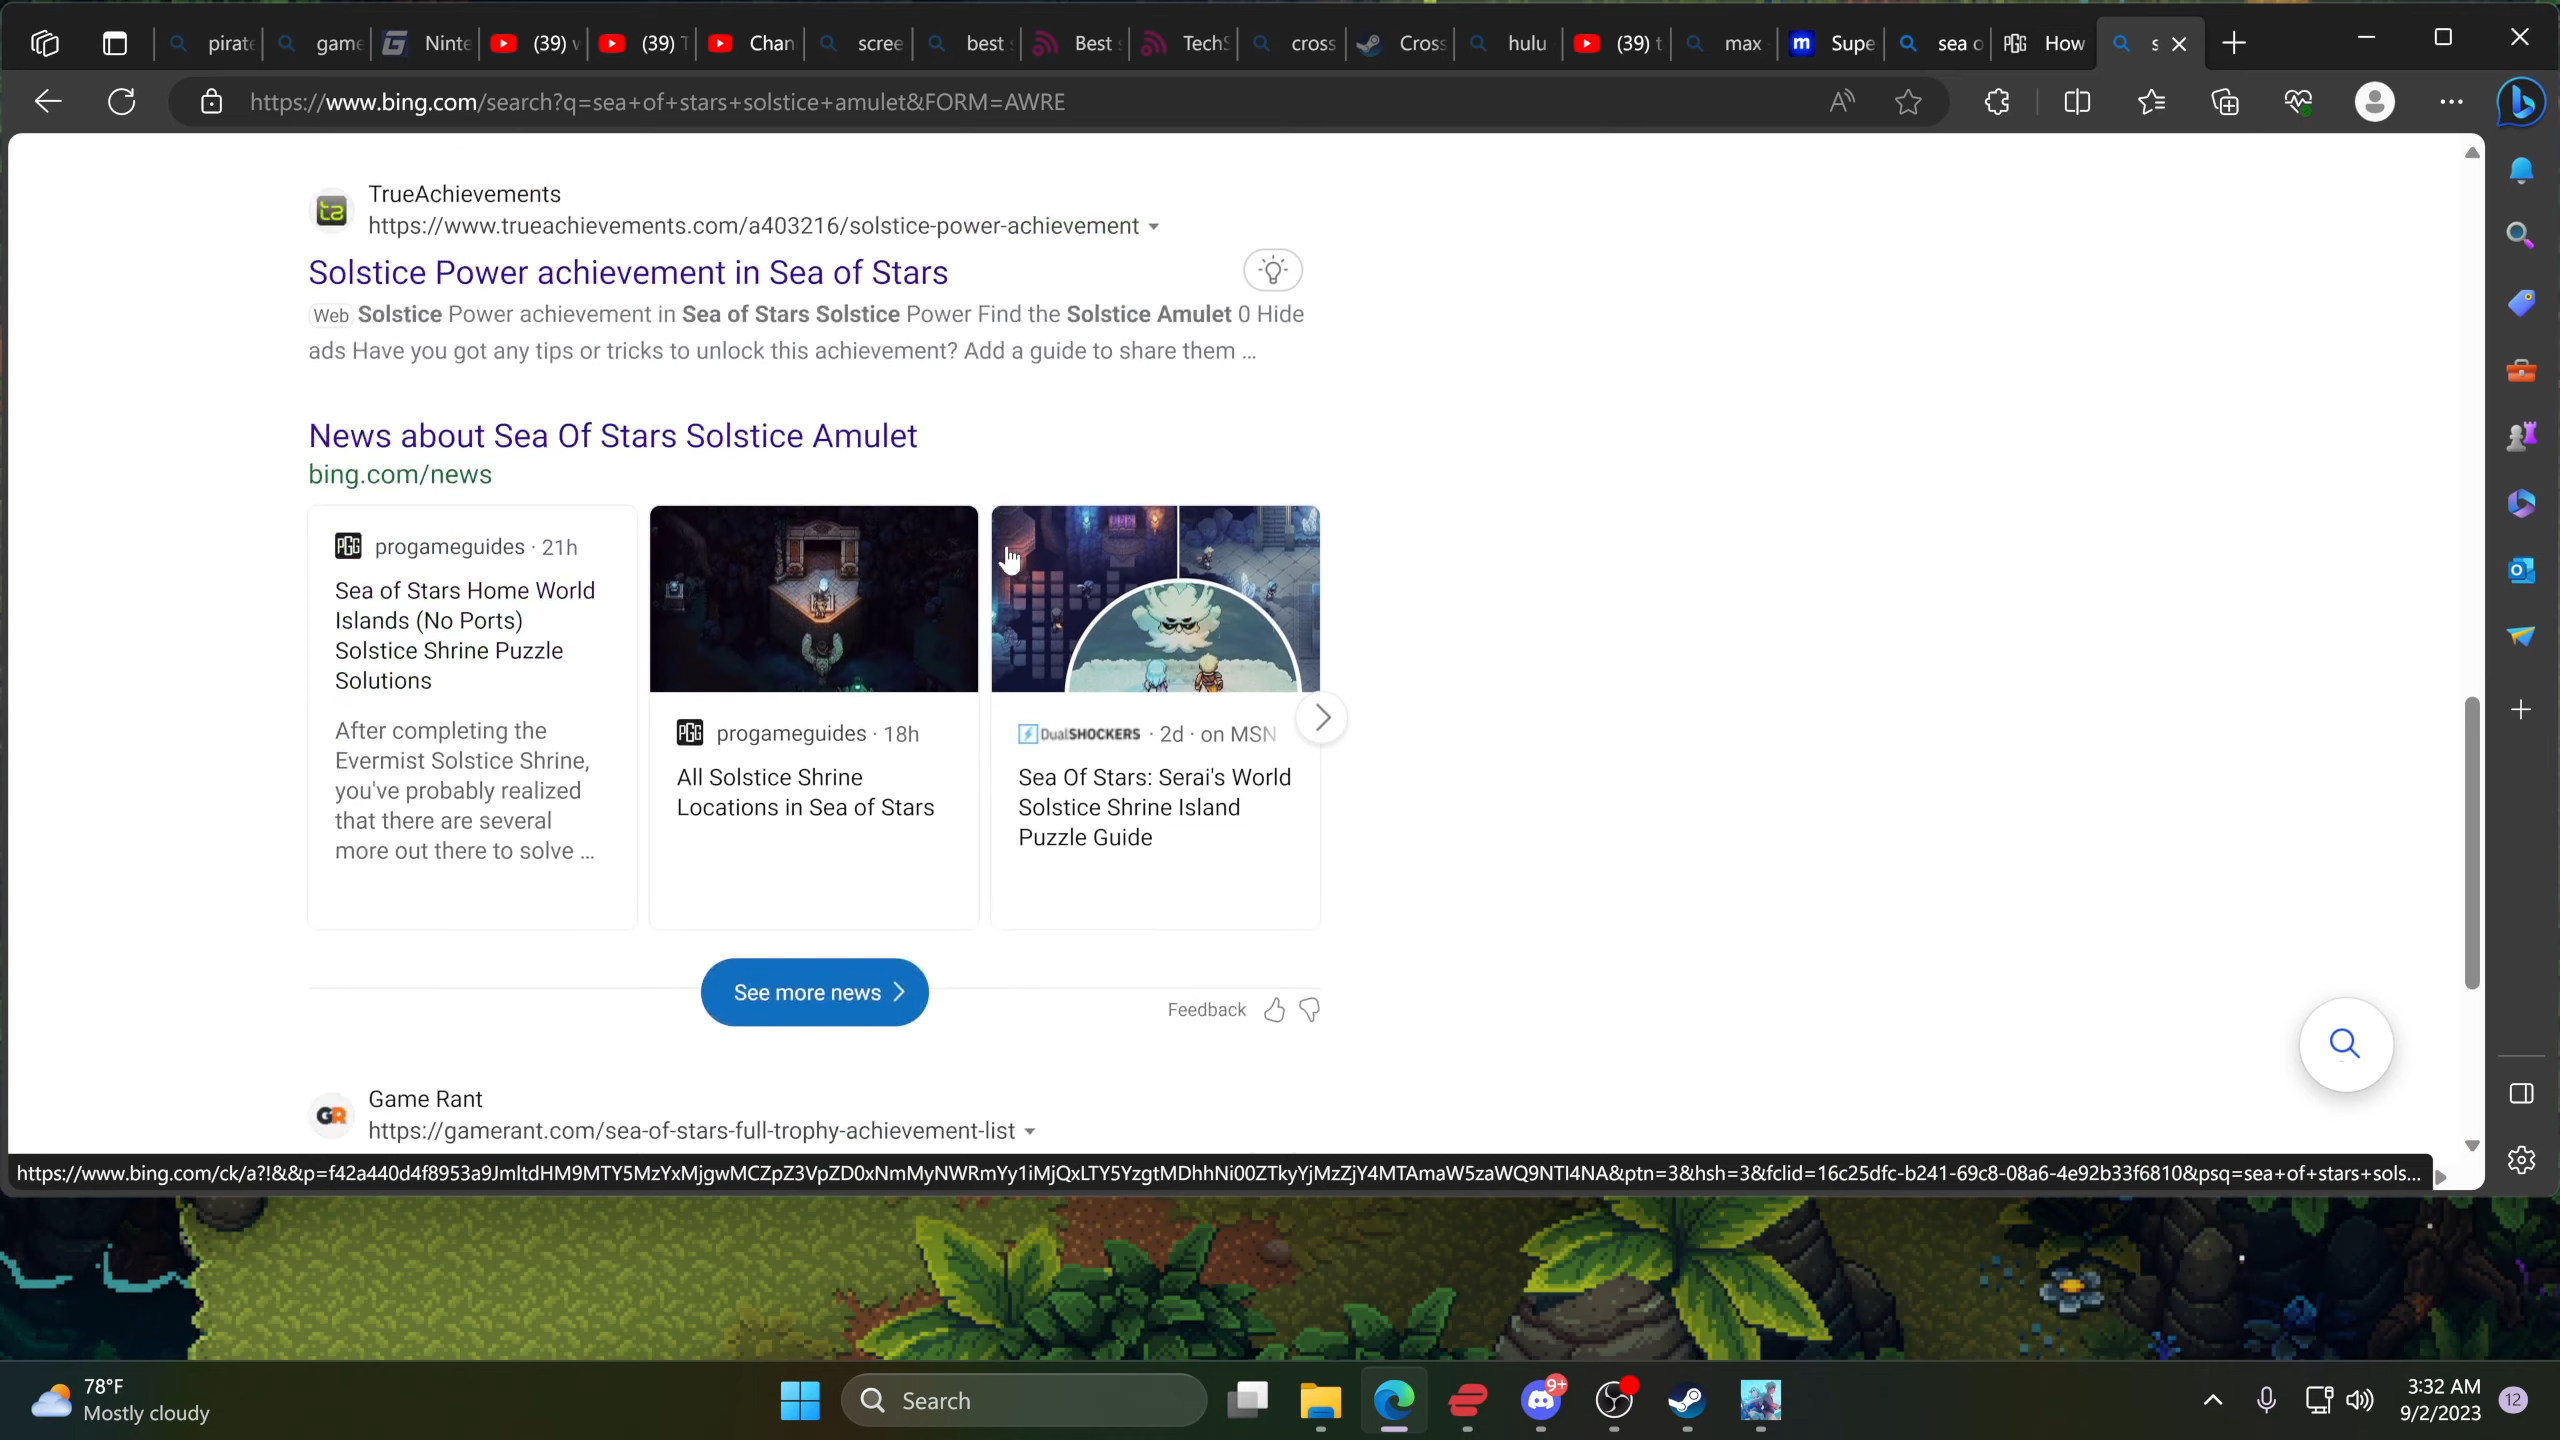 pirate
game
Ninte
(39) v
(39) T
Chan
scree
best
Best s
TechS
cross
Cross
hulu
(39) t
max
m
Supe
sea o
PGG
How
s
https://www.bing.com/search?q=sea+of+stars+solstice+amulet&FORM=AWRE
ta
TrueAchievements
https://www.trueachievements.com/a403216/solstice-power-achievement
Solstice Power achievement in Sea of Stars
Web Solstice Power achievement in Sea of Stars Solstice Power Find the Solstice Amulet 0 Hide
ads Have you got any tips or tricks to unlock this achievement? Add a guide to share them ...
News about Sea Of Stars Solstice Amulet
bing.com/news
PGG progameguides · 21h
Sea of Stars Home World
Islands (No Ports)
Solstice Shrine Puzzle
Solutions
After completing the
Evermist Solstice Shrine,
you've probably realized
that there are several
more out there to solve ...
PGG progameguides · 18h
All Solstice Shrine
Locations in Sea of Stars
DualSHOCKERS · 2d · on MSN
Sea Of Stars: Serai's World
Solstice Shrine Island
Puzzle Guide
See more news
Feedback
GR
Game Rant
https://gamerant.com/sea-of-stars-full-trophy-achievement-list
https://www.bing.com/ck/a?!&&p=f42a440d4f8953a9JmltdHM9MTY5MzYxMjgwMCZpZ3VpZD0xNmMyNWRmYy1iMjQxLTY5YzgtMDhhNi00ZTkyYjMzZjY4MTAmaW5zaWQ9NTI4NA&ptn=3&hsh=3&fclid=16c25dfc-b241-69c8-08a6-4e92b33f6810&psq=sea+of+stars+sols...
78°F
Mostly cloudy
Search
9+
3:32 AM
9/2/2023
12